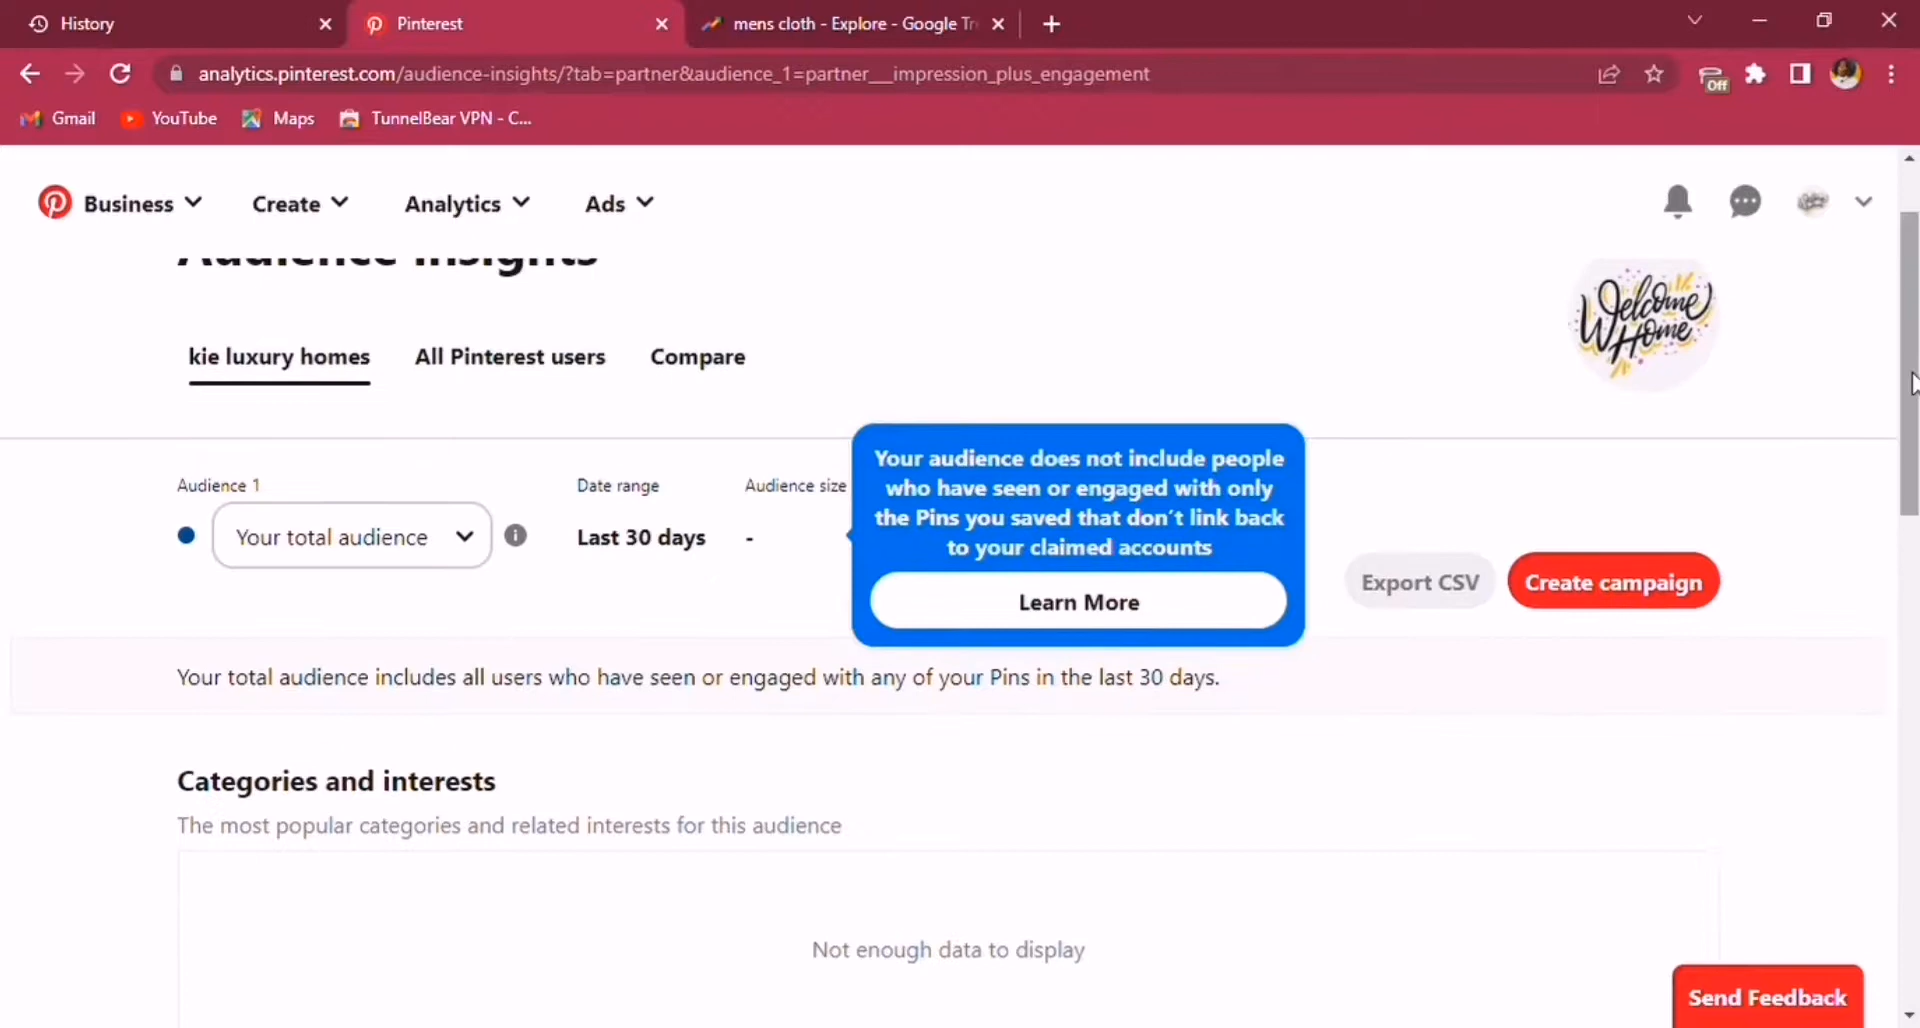 History
Pinterest
mens cloth - Explore - Google Tr
analytics.pinterest.com/audience-insights/?tab=partner&audience_1=partner__impression_plus_engagement
Off
Gmail
YouTube
Maps
TunnelBear VPN - C...
Business
Create
Analytics
Ads
Audience Insights
Welcome Home
kie luxury homes
All Pinterest users
Compare
Audience 1
Date range
Audience size
Your total audience
Last 30 days
-
Your audience does not include people
who have seen or engaged with only
the Pins you saved that don't link back
to your claimed accounts
Learn More
Export CSV
Create campaign
Your total audience includes all users who have seen or engaged with any of your Pins in the last 30 days.
Categories and interests
The most popular categories and related interests for this audience
Not enough data to display
Send Feedback